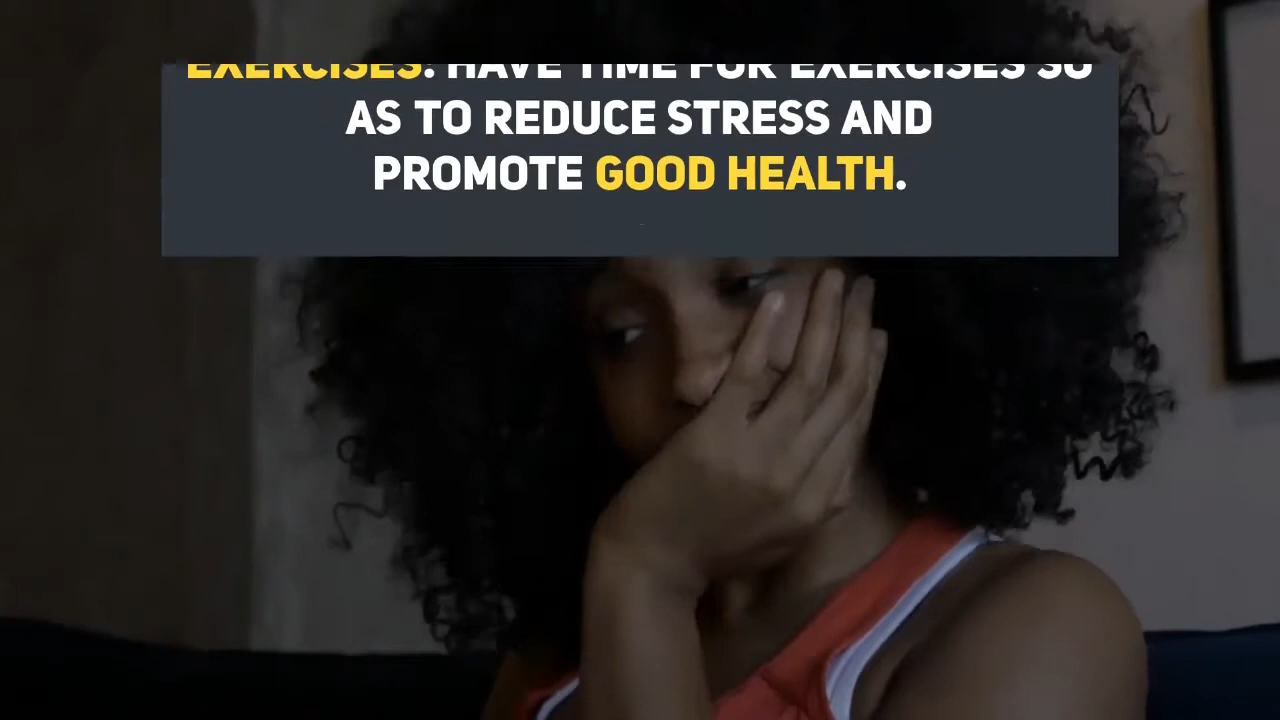 EXERCISES: HAVE TIME FOR EXERCISES SO
AS TO REDUCE STRESS AND
PROMOTE GOOD HEALTH.